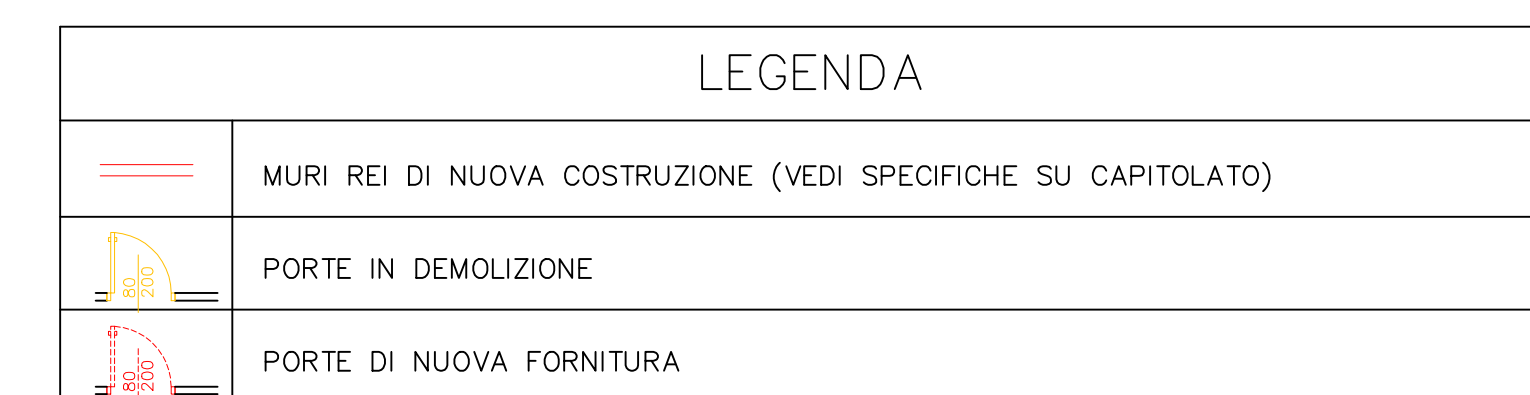 LEGENDA
MURI REI DI NUOVA COSTRUZIONE (VEDI SPECIFICHE SU CAPITOLATO)
80
200
PORTE IN DEMOLIZIONE
80
200
PORTE DI NUOVA FORNITURA